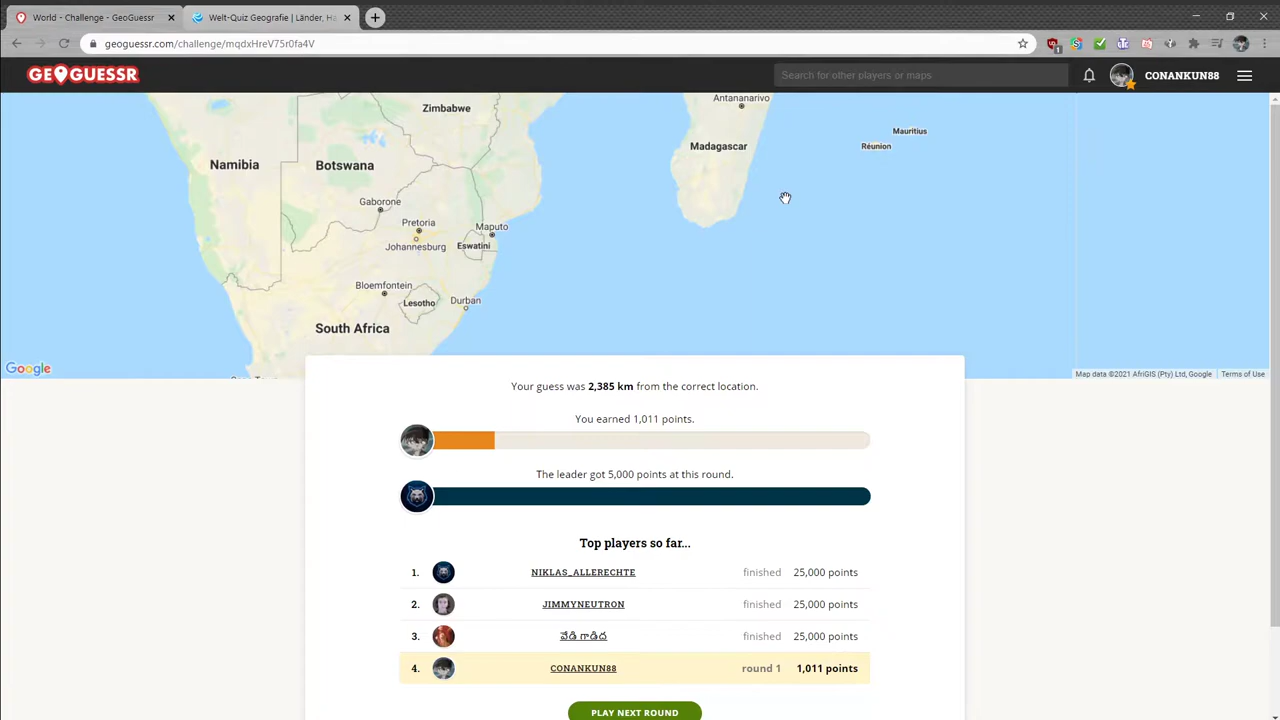 World - Challenge - GeoGuessr
Welt-Quiz Geografie | Länder, Ha
geoguessr.com/challenge/mqdxHreV75r0fa4V
1
GEOGUESSR
Search for other players or maps
CONANKUN88
Antananarivo
Zimbabwe
Mauritius
Madagascar
Réunion
Namibia
Botswana
Gaborone
Pretoria
Maputo
Johannesburg
Eswatini
Bloemfontein
Lesotho
Durban
South Africa
Google
Map data ©2021 AfriGIS (Pty) Ltd, Google
Terms of Use
Your guess was 2,385 km from the correct location.
You earned 1,011 points.
The leader got 5,000 points at this round.
Top players so far...
1. NIKLAS_ALLERECHTE finished 25,000 points
2. JIMMYNEUTRON finished 25,000 points
3. వేడి గాడిద finished 25,000 points
4. CONANKUN88 round 1 1,011 points
PLAY NEXT ROUND